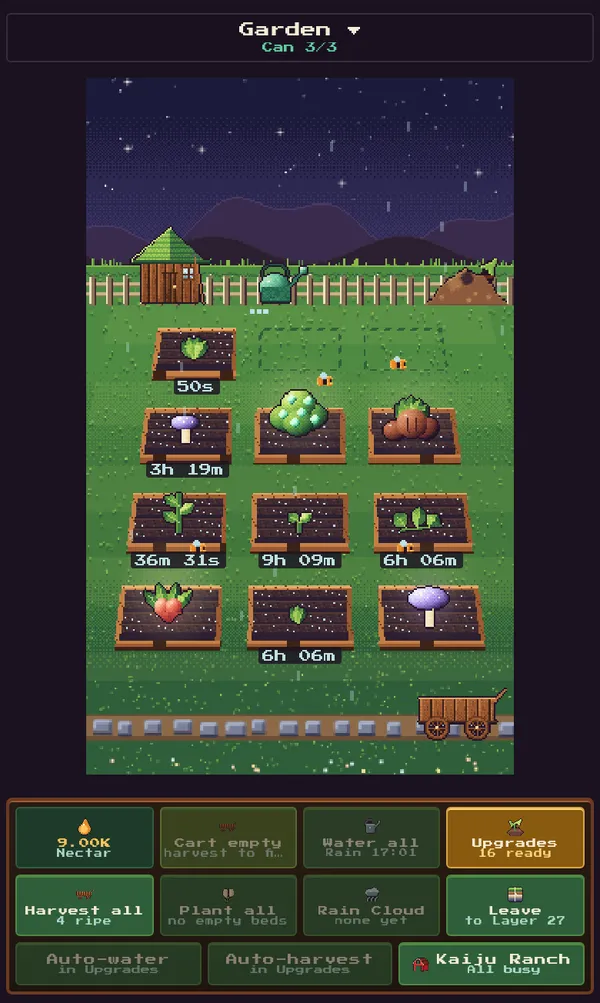 Garden ▼
Can 3/3
50s
3h 19m
36m 31s
9h 09m
6h 06m
6h 06m
9.00K
Nectar
Cart empty
harvest to fi…
Water all
Rain 17:01
Upgrades
16 ready
Harvest all
4 ripe
Plant all
no empty beds
Rain Cloud
none yet
Leave
to Layer 27
Auto-water
in Upgrades
Auto-harvest
in Upgrades
Kaiju Ranch
All busy